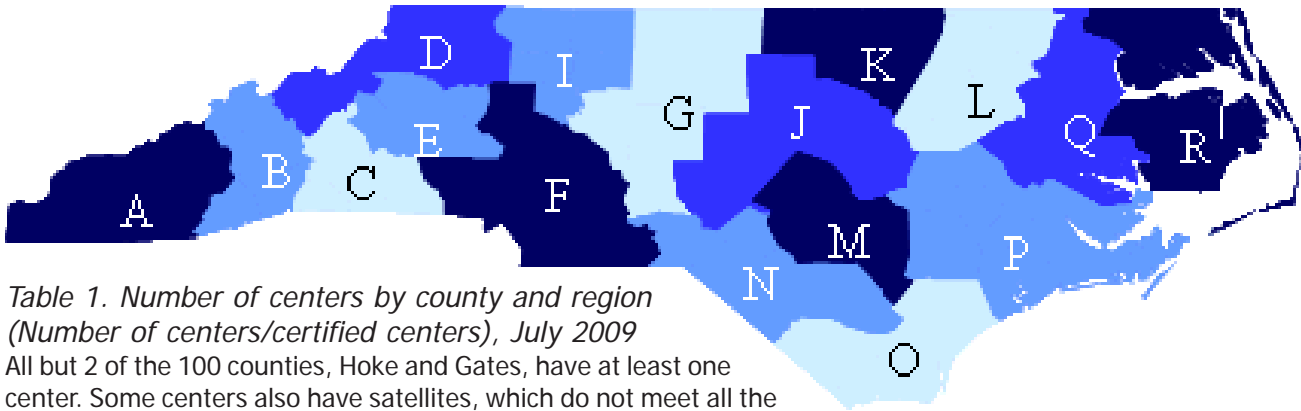 D
I
K
G
L
J
Q
E
R
B
C
F
A
M
P
N
O
Table 1. Number of centers by county and region
(Number of centers/certified centers), July 2009
All but 2 of the 100 counties, Hoke and Gates, have at least one
center. Some centers also have satellites, which do not meet all the